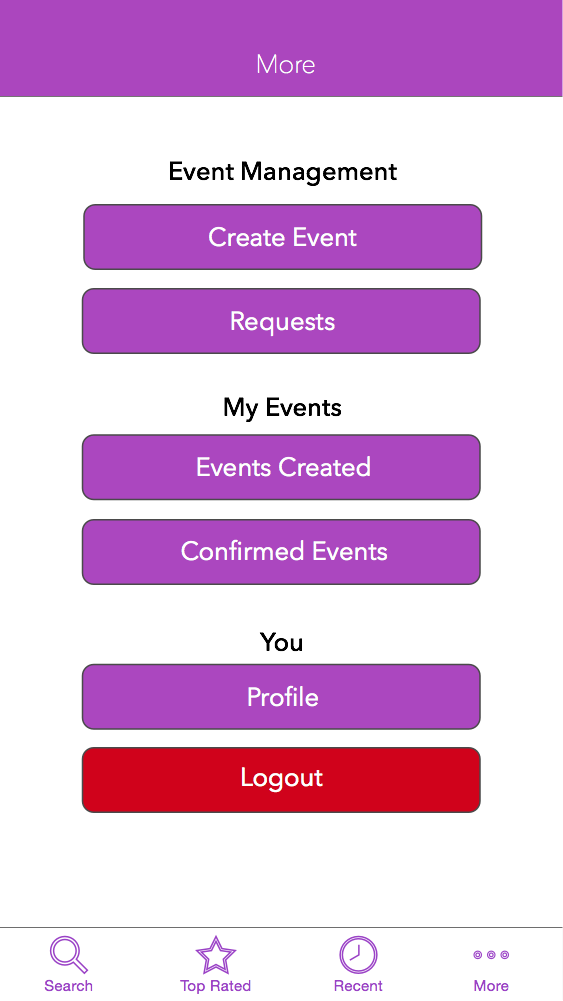 More
Event Management
Create Event
Requests
My Events
Events Created
Confirmed Events
You
Profile
Logout
Search
Top Rated
Recent
More